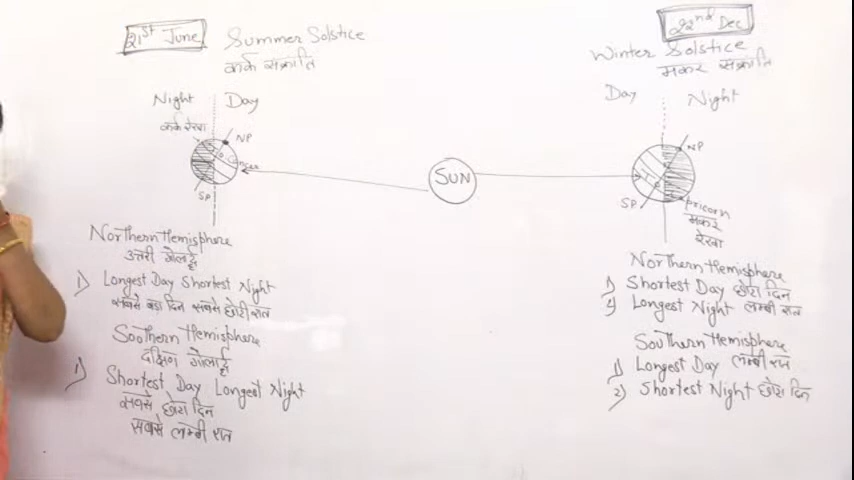 21st June
Summer Solstice
कर्क संक्रांति
Night Day
कर्क रेखा
NP
Cancer
SP
Northern Hemisphere
उत्तरी गोलार्द्ध
1) Longest Day Shortest Night
सबसे बड़ा दिन सबसे छोटी रात
Soothern Hemisphere
दक्षिण गोलार्द्ध
1) Shortest Day Longest Night
सबसे छोटा दिन
सबसे लम्बी रात
SUN
22nd Dec
Winter Solstice
मकर संक्रांति
Day Night
NP
SP
pricorn
मकर
रेखा
Northern Hemisphere
1) Shortest Day छोटा दिन
2) Longest Night लम्बी रात
Southern Hemisphere
1) Longest Day लम्बी रात
2) Shortest Night छोटा दिन